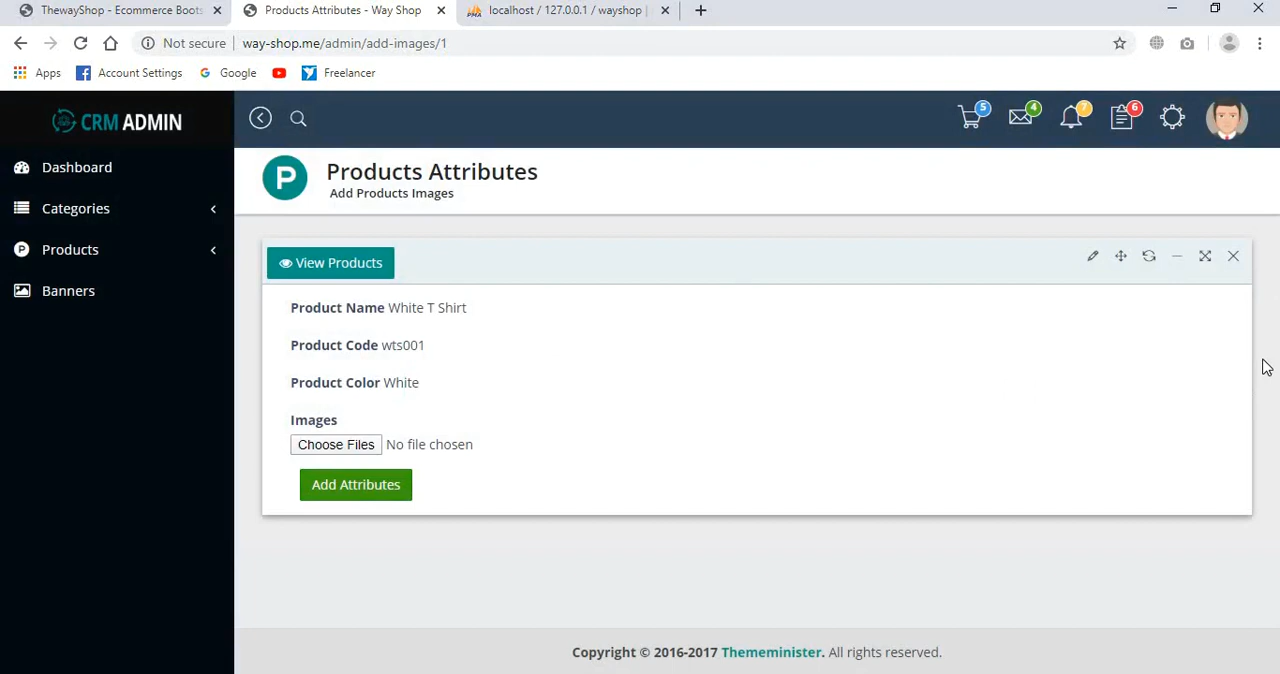 ThewayShop - Ecommerce Boots
Products Attributes - Way Shop
localhost / 127.0.0.1 / wayshop |
Not secure | way-shop.me/admin/add-images/1
Apps Account Settings Google Freelancer
CRM ADMIN
5 4 7 6
Dashboard
Categories
Products
Banners
P
Products Attributes
Add Products Images
View Products
Product Name White T Shirt
Product Code wts001
Product Color White
Images
Choose Files No file chosen
Add Attributes
Copyright © 2016-2017 Thememinister. All rights reserved.